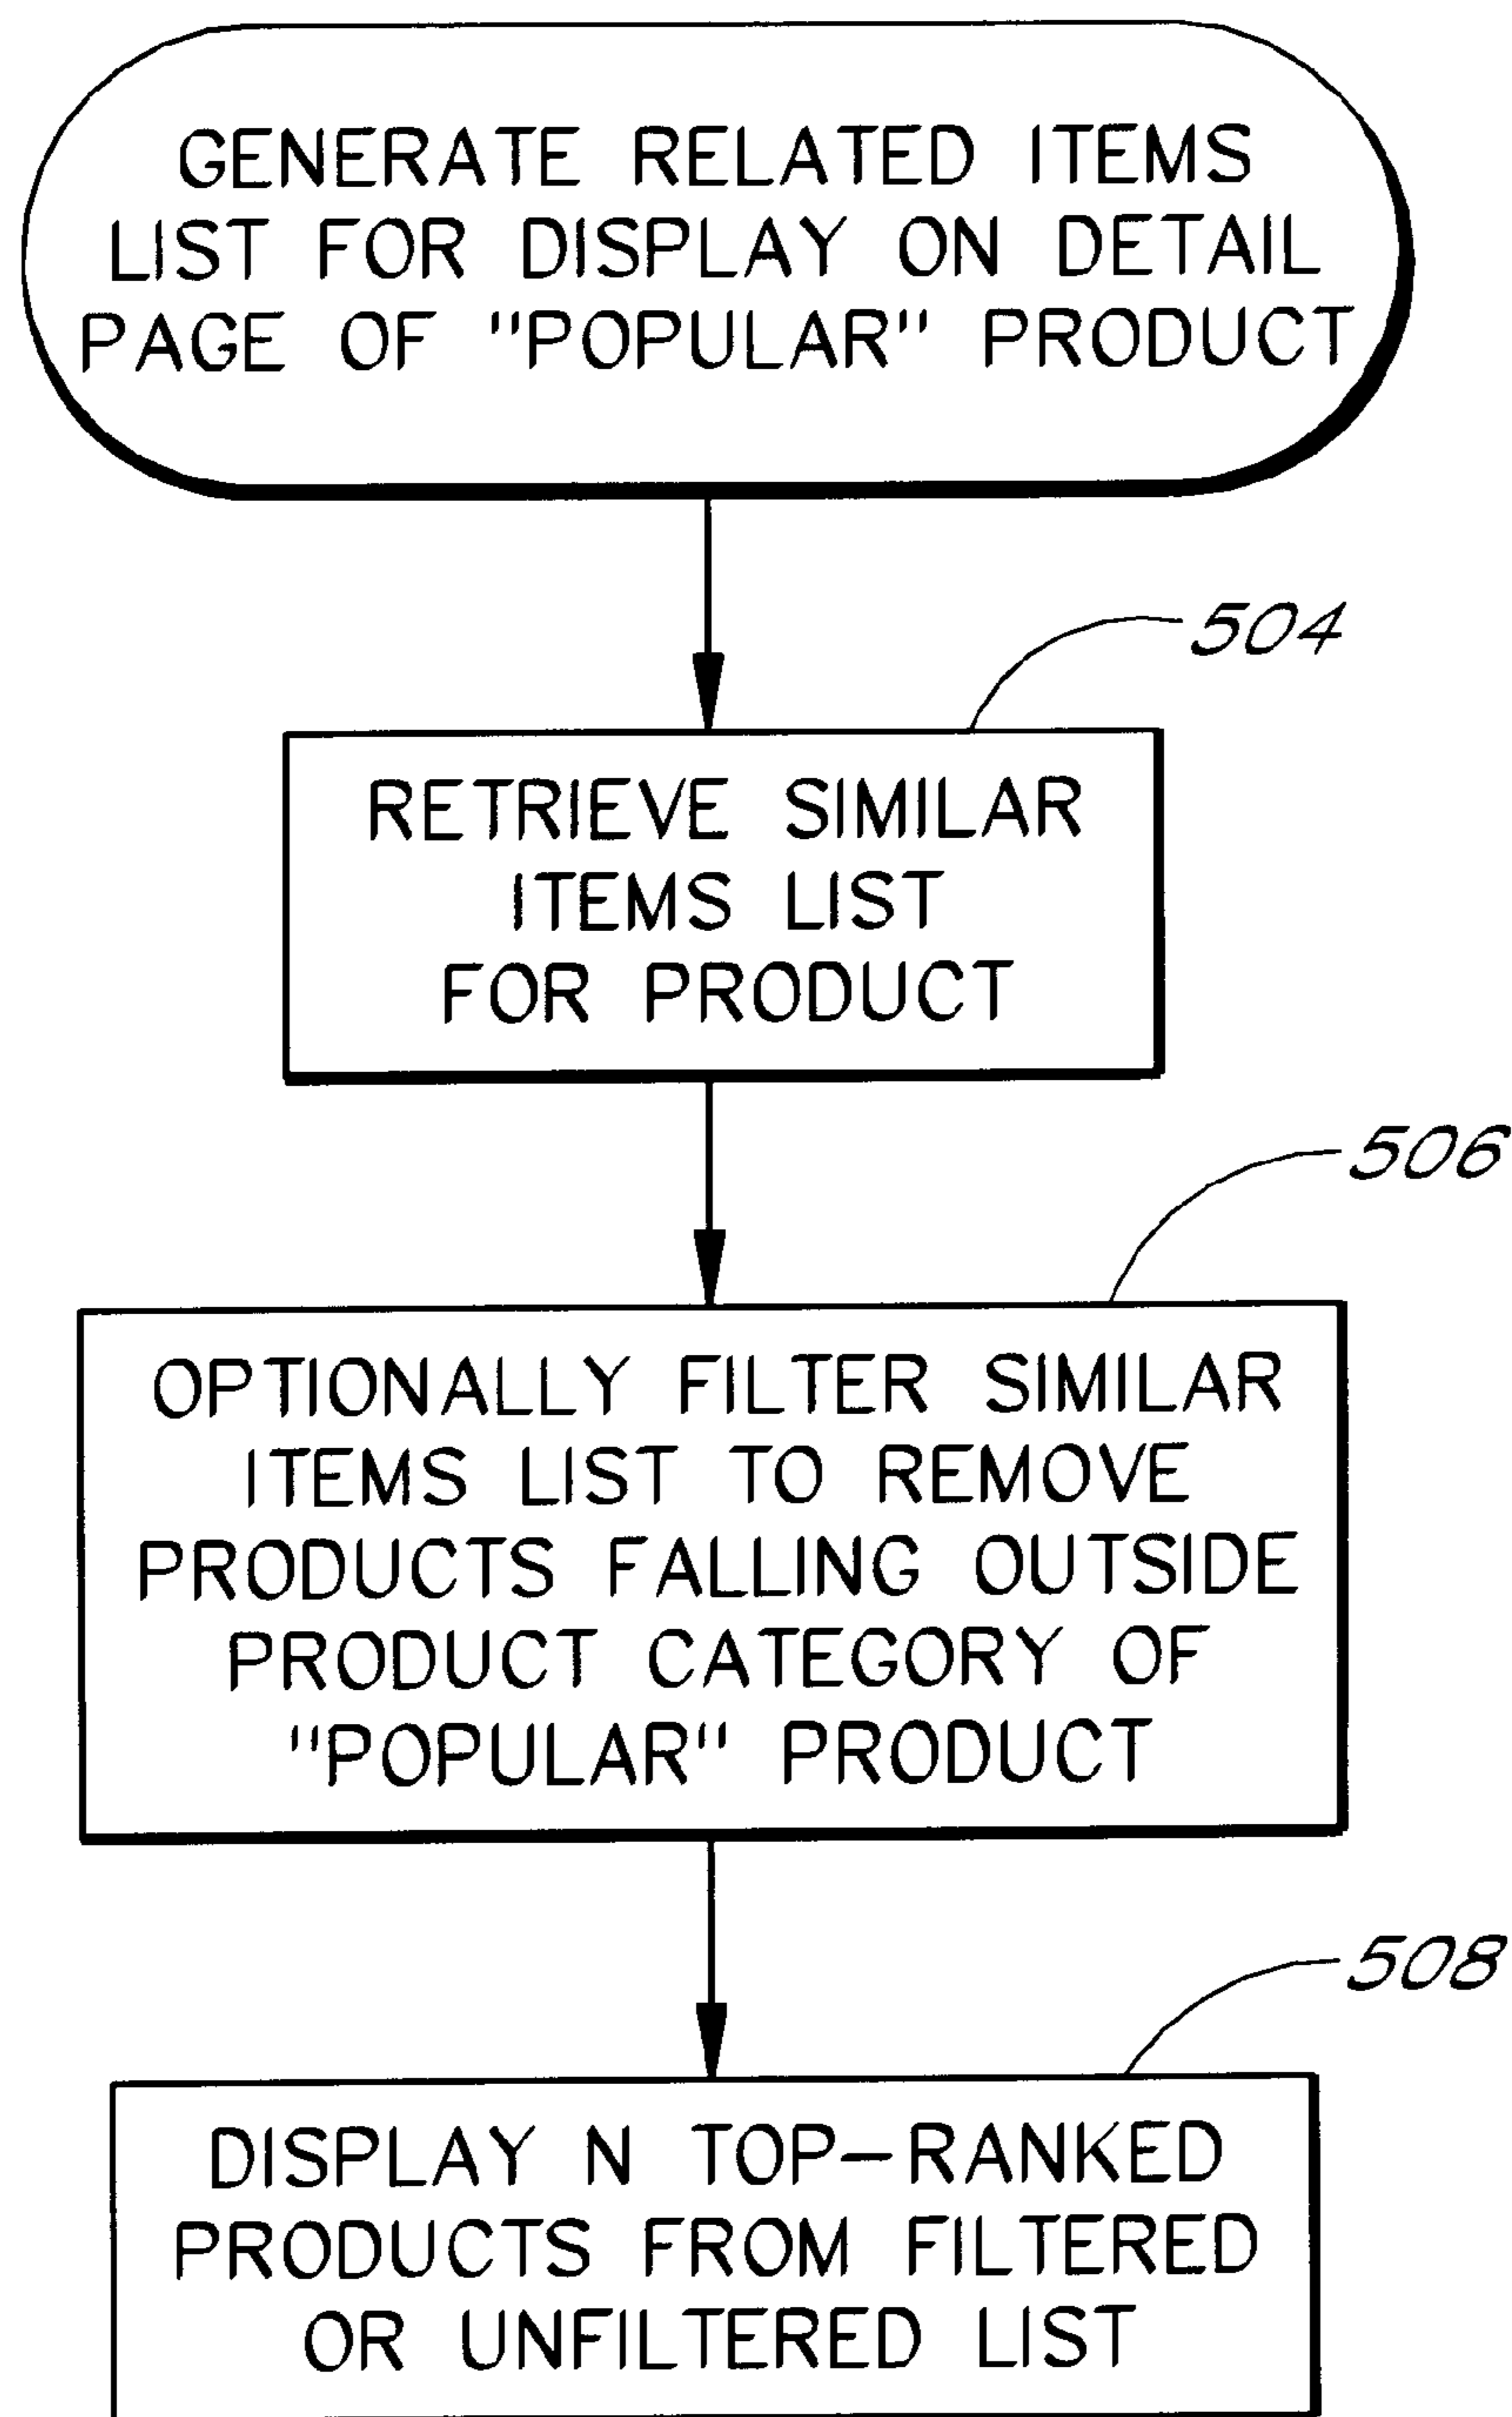 GENERATE RELATED ITEMS
LIST FOR DISPLAY ON DETAIL
PAGE OF "POPULAR" PRODUCT
504
RETRIEVE SIMILAR
ITEMS LIST
FOR PRODUCT
506
OPTIONALLY FILTER SIMILAR
ITEMS LIST TO REMOVE
PRODUCTS FALLING OUTSIDE
PRODUCT CATEGORY OF
"POPULAR" PRODUCT
508
DISPLAY N TOP-RANKED
PRODUCTS FROM FILTERED
OR UNFILTERED LIST